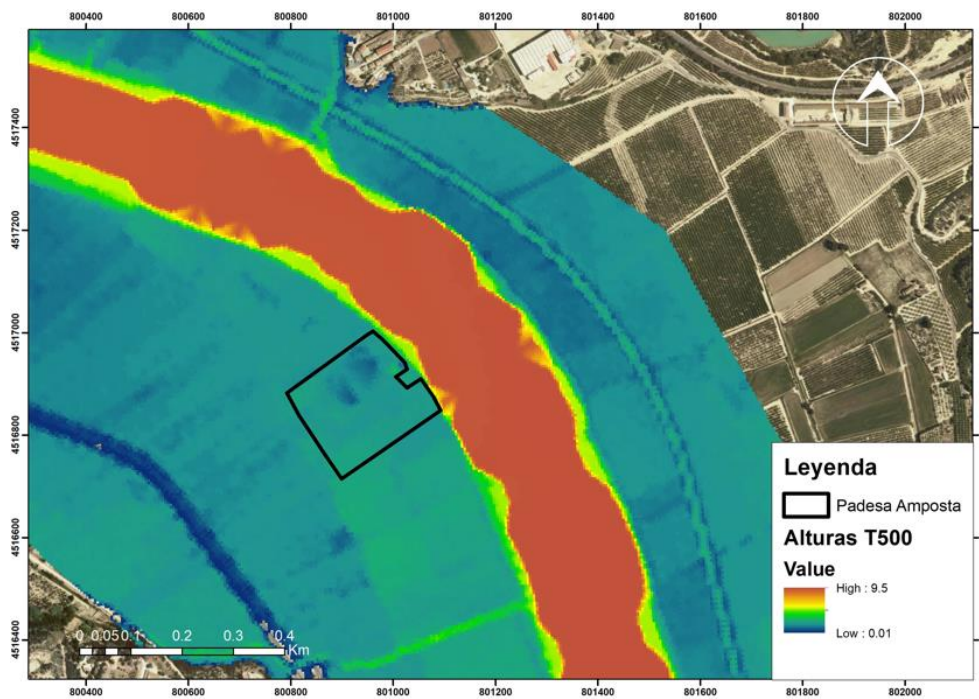 800400 800600 800800 801000 801200 801400 801600 801800 802000
4517400
4517200
4517000
4516800
4516600
4516400
Leyenda
Padesa Amposta
Alturas T500
Value
High : 9.5
Low : 0.01
0 0.05 0.1 0.2 0.3 0.4
Km
800400 800600 800800 801000 801200 801400 801600 801800 802000